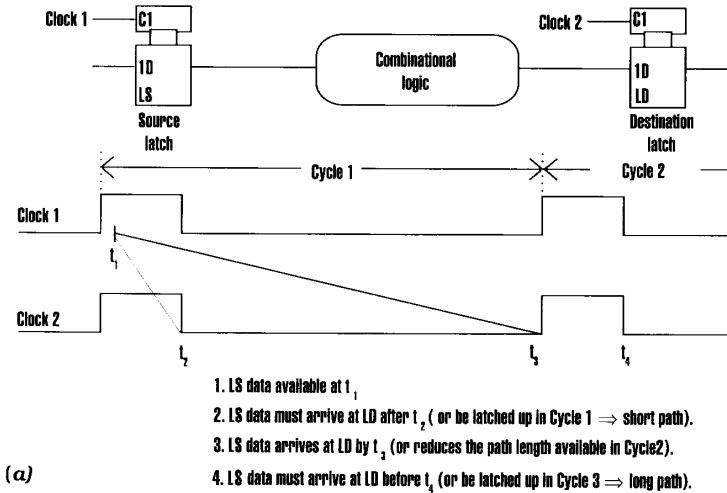 Clock 1
C1
1D
LS
Source
latch
Combinational
logic
Clock 2
C1
1D
LD
Destination
latch
Cycle 1
Cycle 2
Clock 1
t1
Clock 2
t2
t3
t4
1. LS data available at t1
2. LS data must arrive at LD after t2 ( or be latched up in Cycle 1 ⇒ short path).
3. LS data arrives at LD by t3 (or reduces the path length available in Cycle2).
4. LS data must arrive at LD before t4 (or be latched up in Cycle 3 ⇒ long path).
(a)